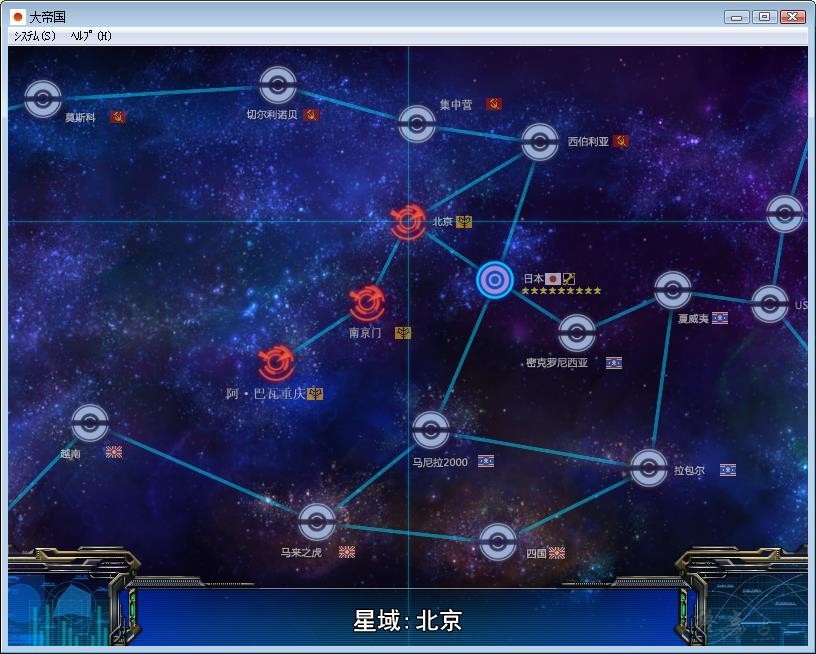 大帝国
システム(S) ヘルプ(H)
莫斯科
切尔利诺贝
集中营
西伯利亚
北京
日本
南京门
夏威夷
US
密克罗尼西亚
阿·巴瓦重庆
越南
马尼拉2000
拉包尔
马来之虎
四国
星域:北京